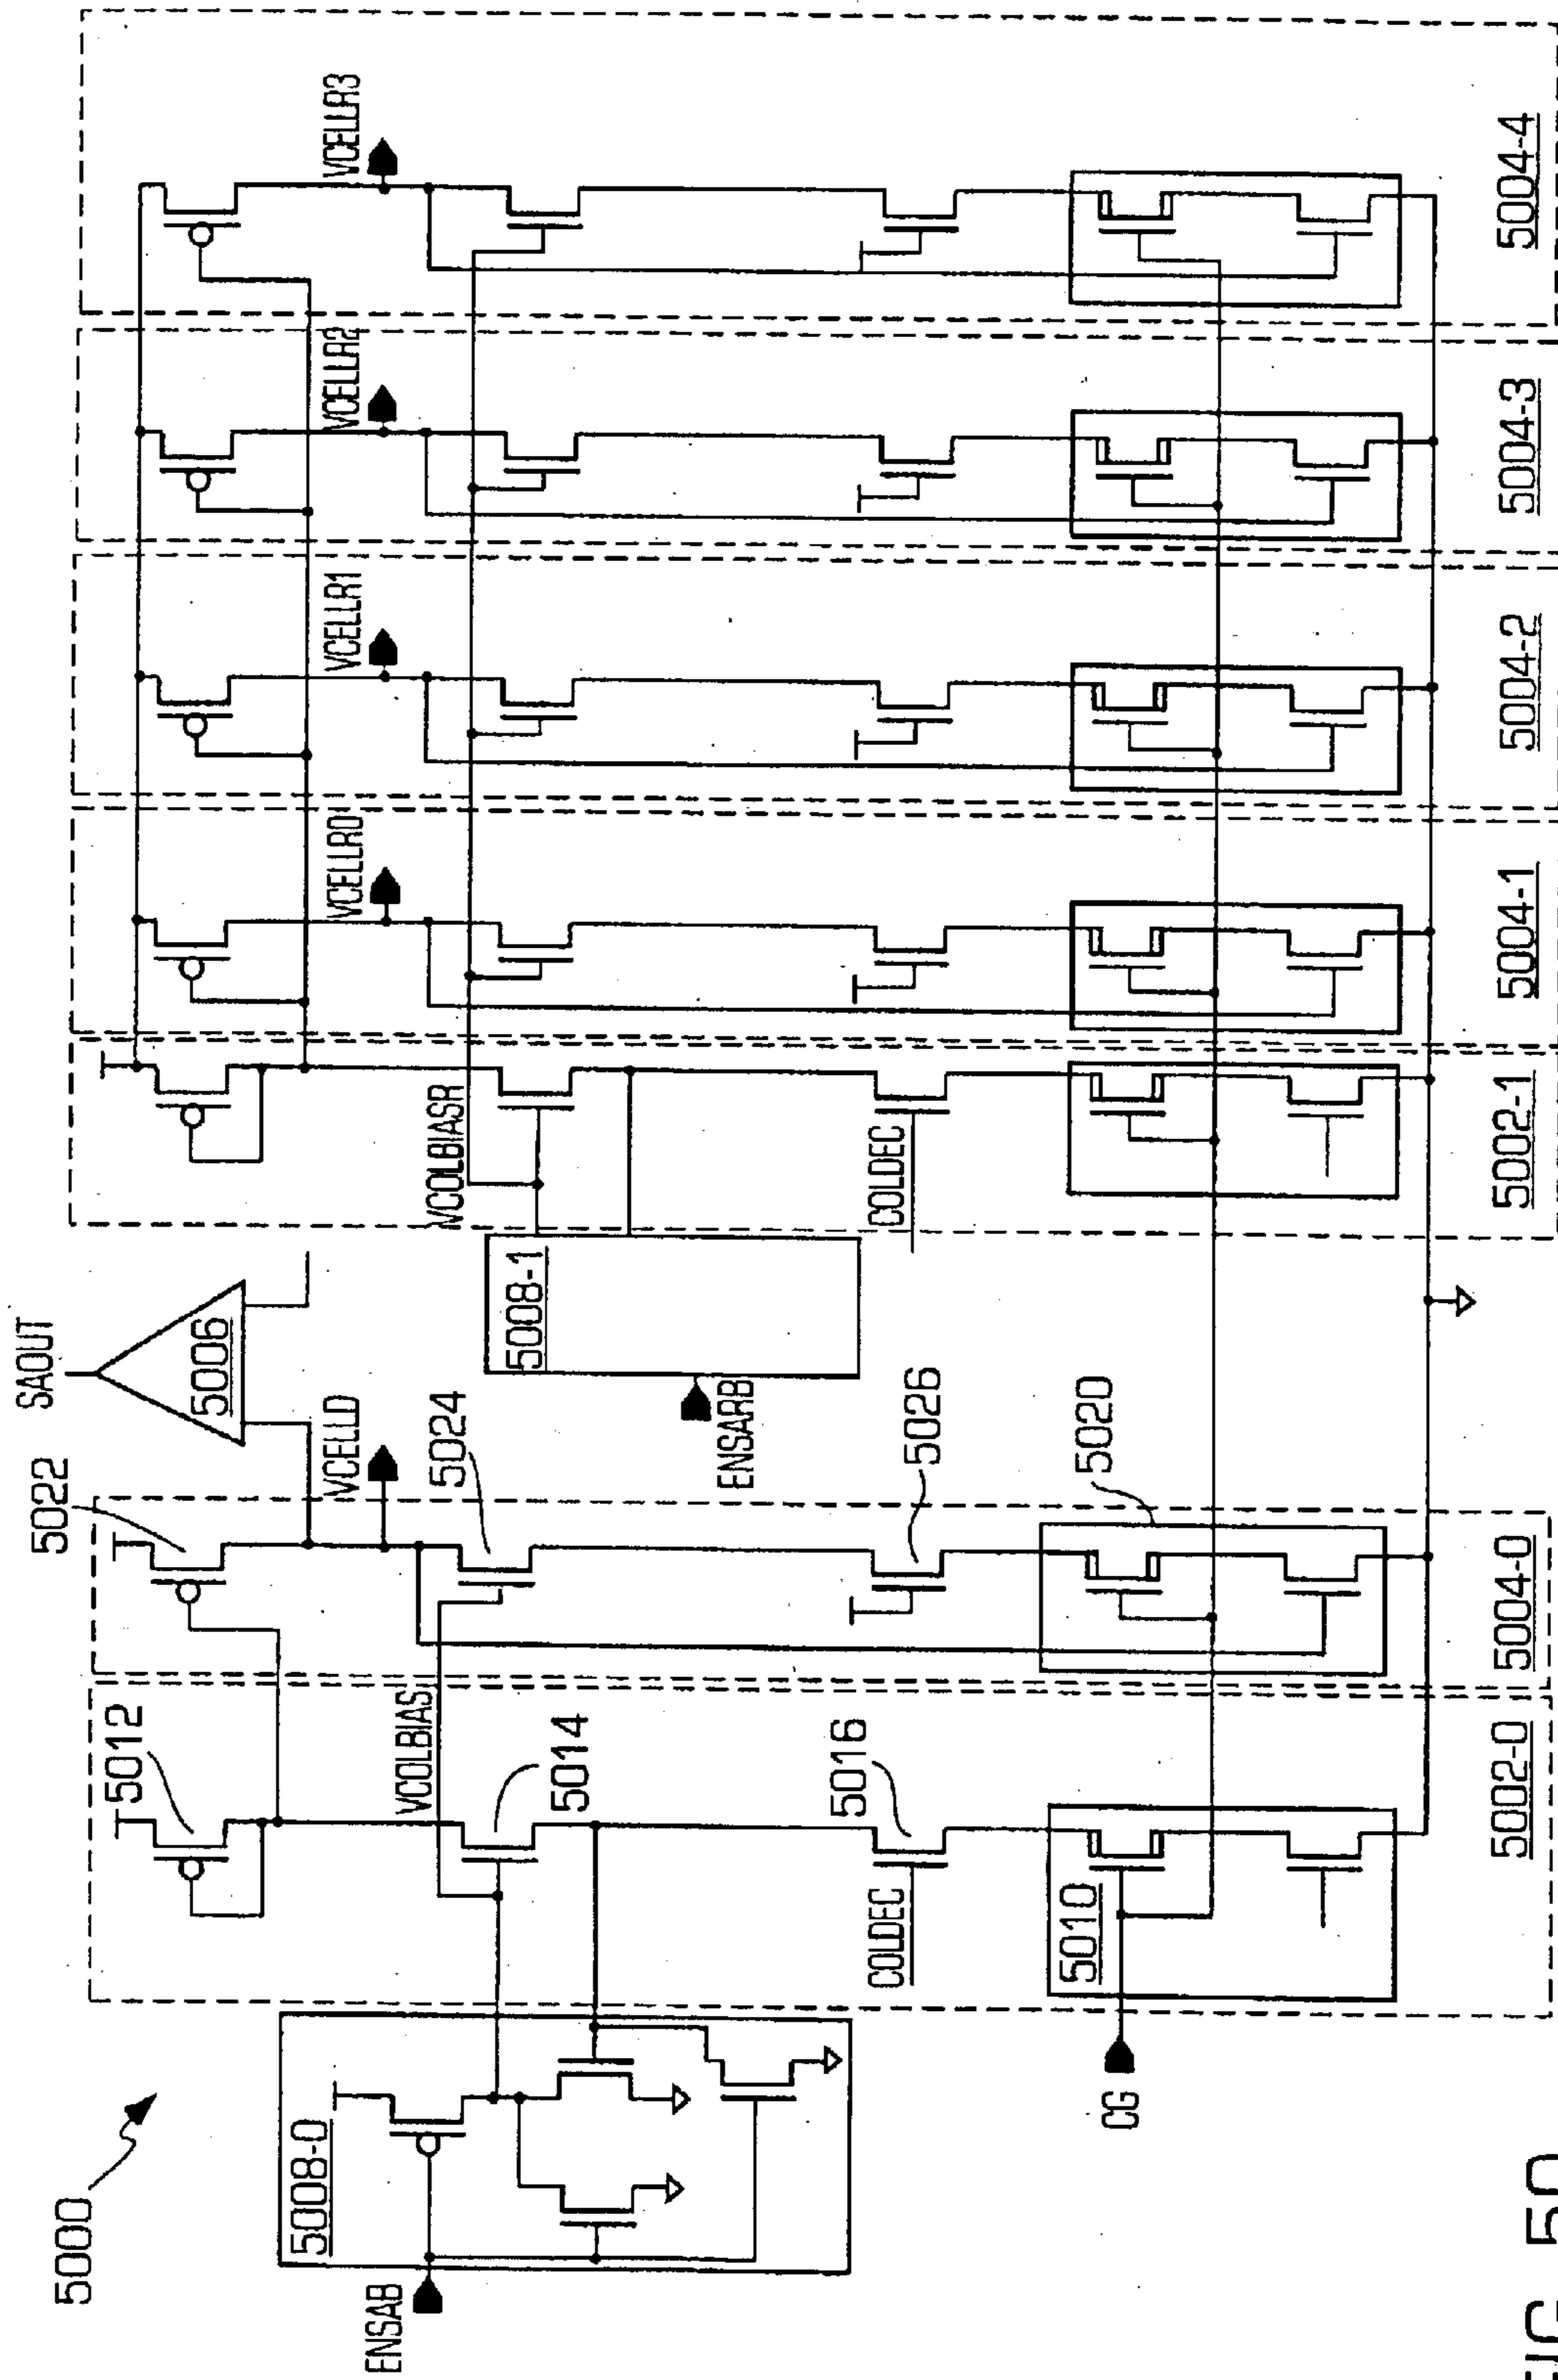 5000
SAOUT
5022
5012
5006
5008-0
VCELLD
VCELLR0
VCELLR1
VCELLR2
VCELLR3
ENSAB
VCOLBIAS
5024
VCOLBIASR
5014
5008-1
ENSARB
5016
COLDEC
5026
COLDEC
CG
5010
5020
5002-0
5004-0
5002-1
5004-1
5004-2
5004-3
5004-4
FIG. 50